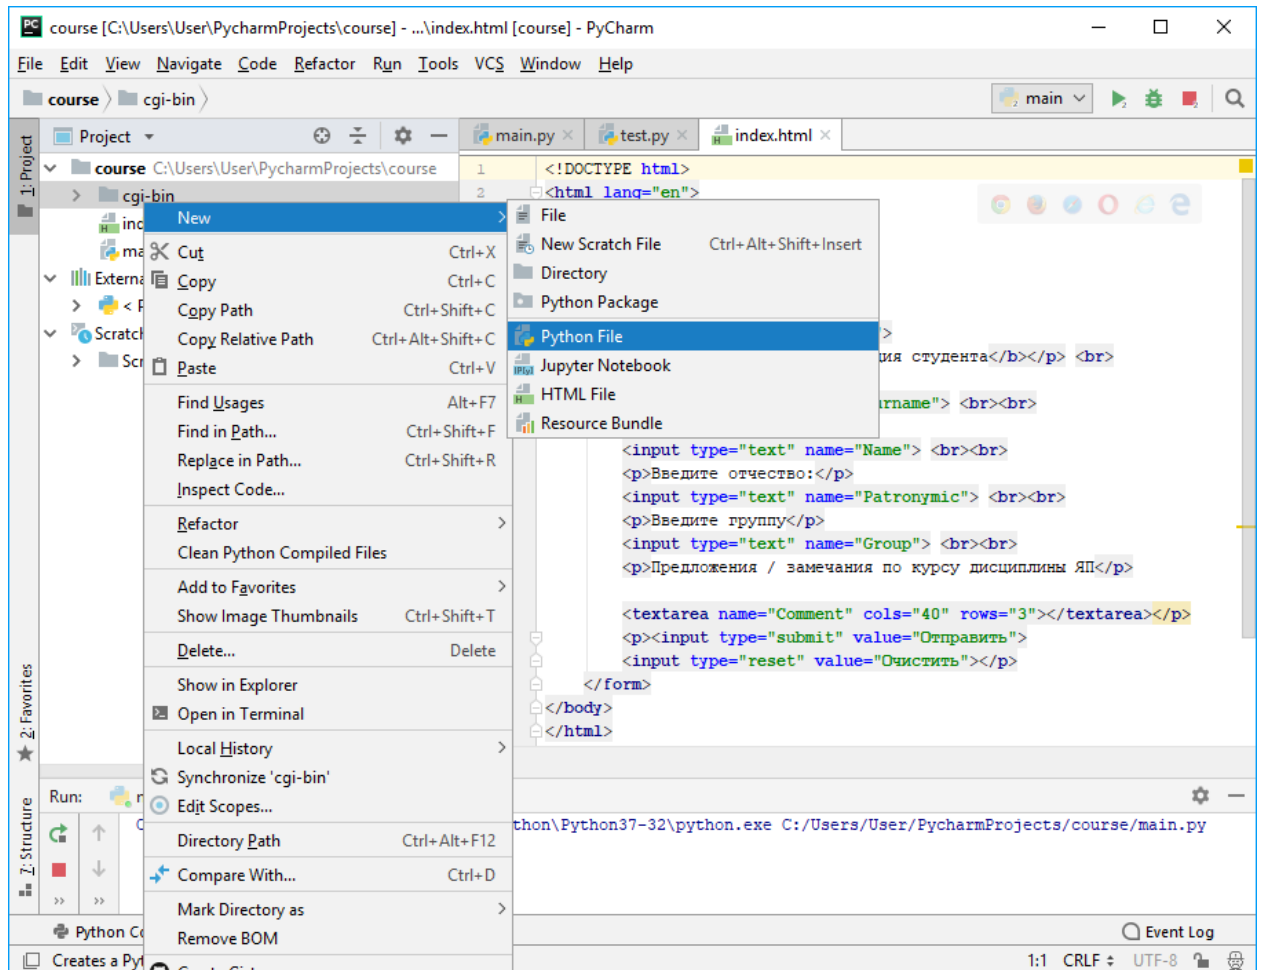 course [C:\Users\User\PycharmProjects\course] - ...\index.html [course] - PyCharm
File Edit View Navigate Code Refactor Run Tools VCS Window Help
course cgi-bin main
1: Project
Project
main.py
test.py
index.html
course C:\Users\User\PycharmProjects\course
cgi-bin
Externa
Scratch
1 <!DOCTYPE html>
2 <html lang="en">
New
Cut Ctrl+X
Copy Ctrl+C
Copy Path Ctrl+Shift+C
Copy Relative Path Ctrl+Alt+Shift+C
Paste Ctrl+V
Find Usages Alt+F7
Find in Path... Ctrl+Shift+F
Replace in Path... Ctrl+Shift+R
Inspect Code...
Refactor
Clean Python Compiled Files
Add to Favorites
Show Image Thumbnails Ctrl+Shift+T
Delete... Delete
Show in Explorer
Open in Terminal
Local History
Synchronize 'cgi-bin'
Edit Scopes...
Directory Path Ctrl+Alt+F12
Compare With... Ctrl+D
Mark Directory as
Remove BOM
File
New Scratch File Ctrl+Alt+Shift+Insert
Directory
Python Package
Python File
Jupyter Notebook
HTML File
Resource Bundle
">
ия студента</b></p> <br>
rname"> <br><br>
<input type="text" name="Name"> <br><br>
<p>Введите отчество:</p>
<input type="text" name="Patronymic"> <br><br>
<p>Введите группу</p>
<input type="text" name="Group"> <br><br>
<p>Предложения / замечания по курсу дисциплины ЯП</p>
<textarea name="Comment" cols="40" rows="3"></textarea></p>
<p><input type="submit" value="Отправить">
<input type="reset" value="Очистить"></p>
</form>
</body>
</html>
2: Favorites
7: Structure
Run:
thon\Python37-32\python.exe C:/Users/User/PycharmProjects/course/main.py
Python Co
Event Log
Creates a Pyt
1:1 CRLF UTF-8